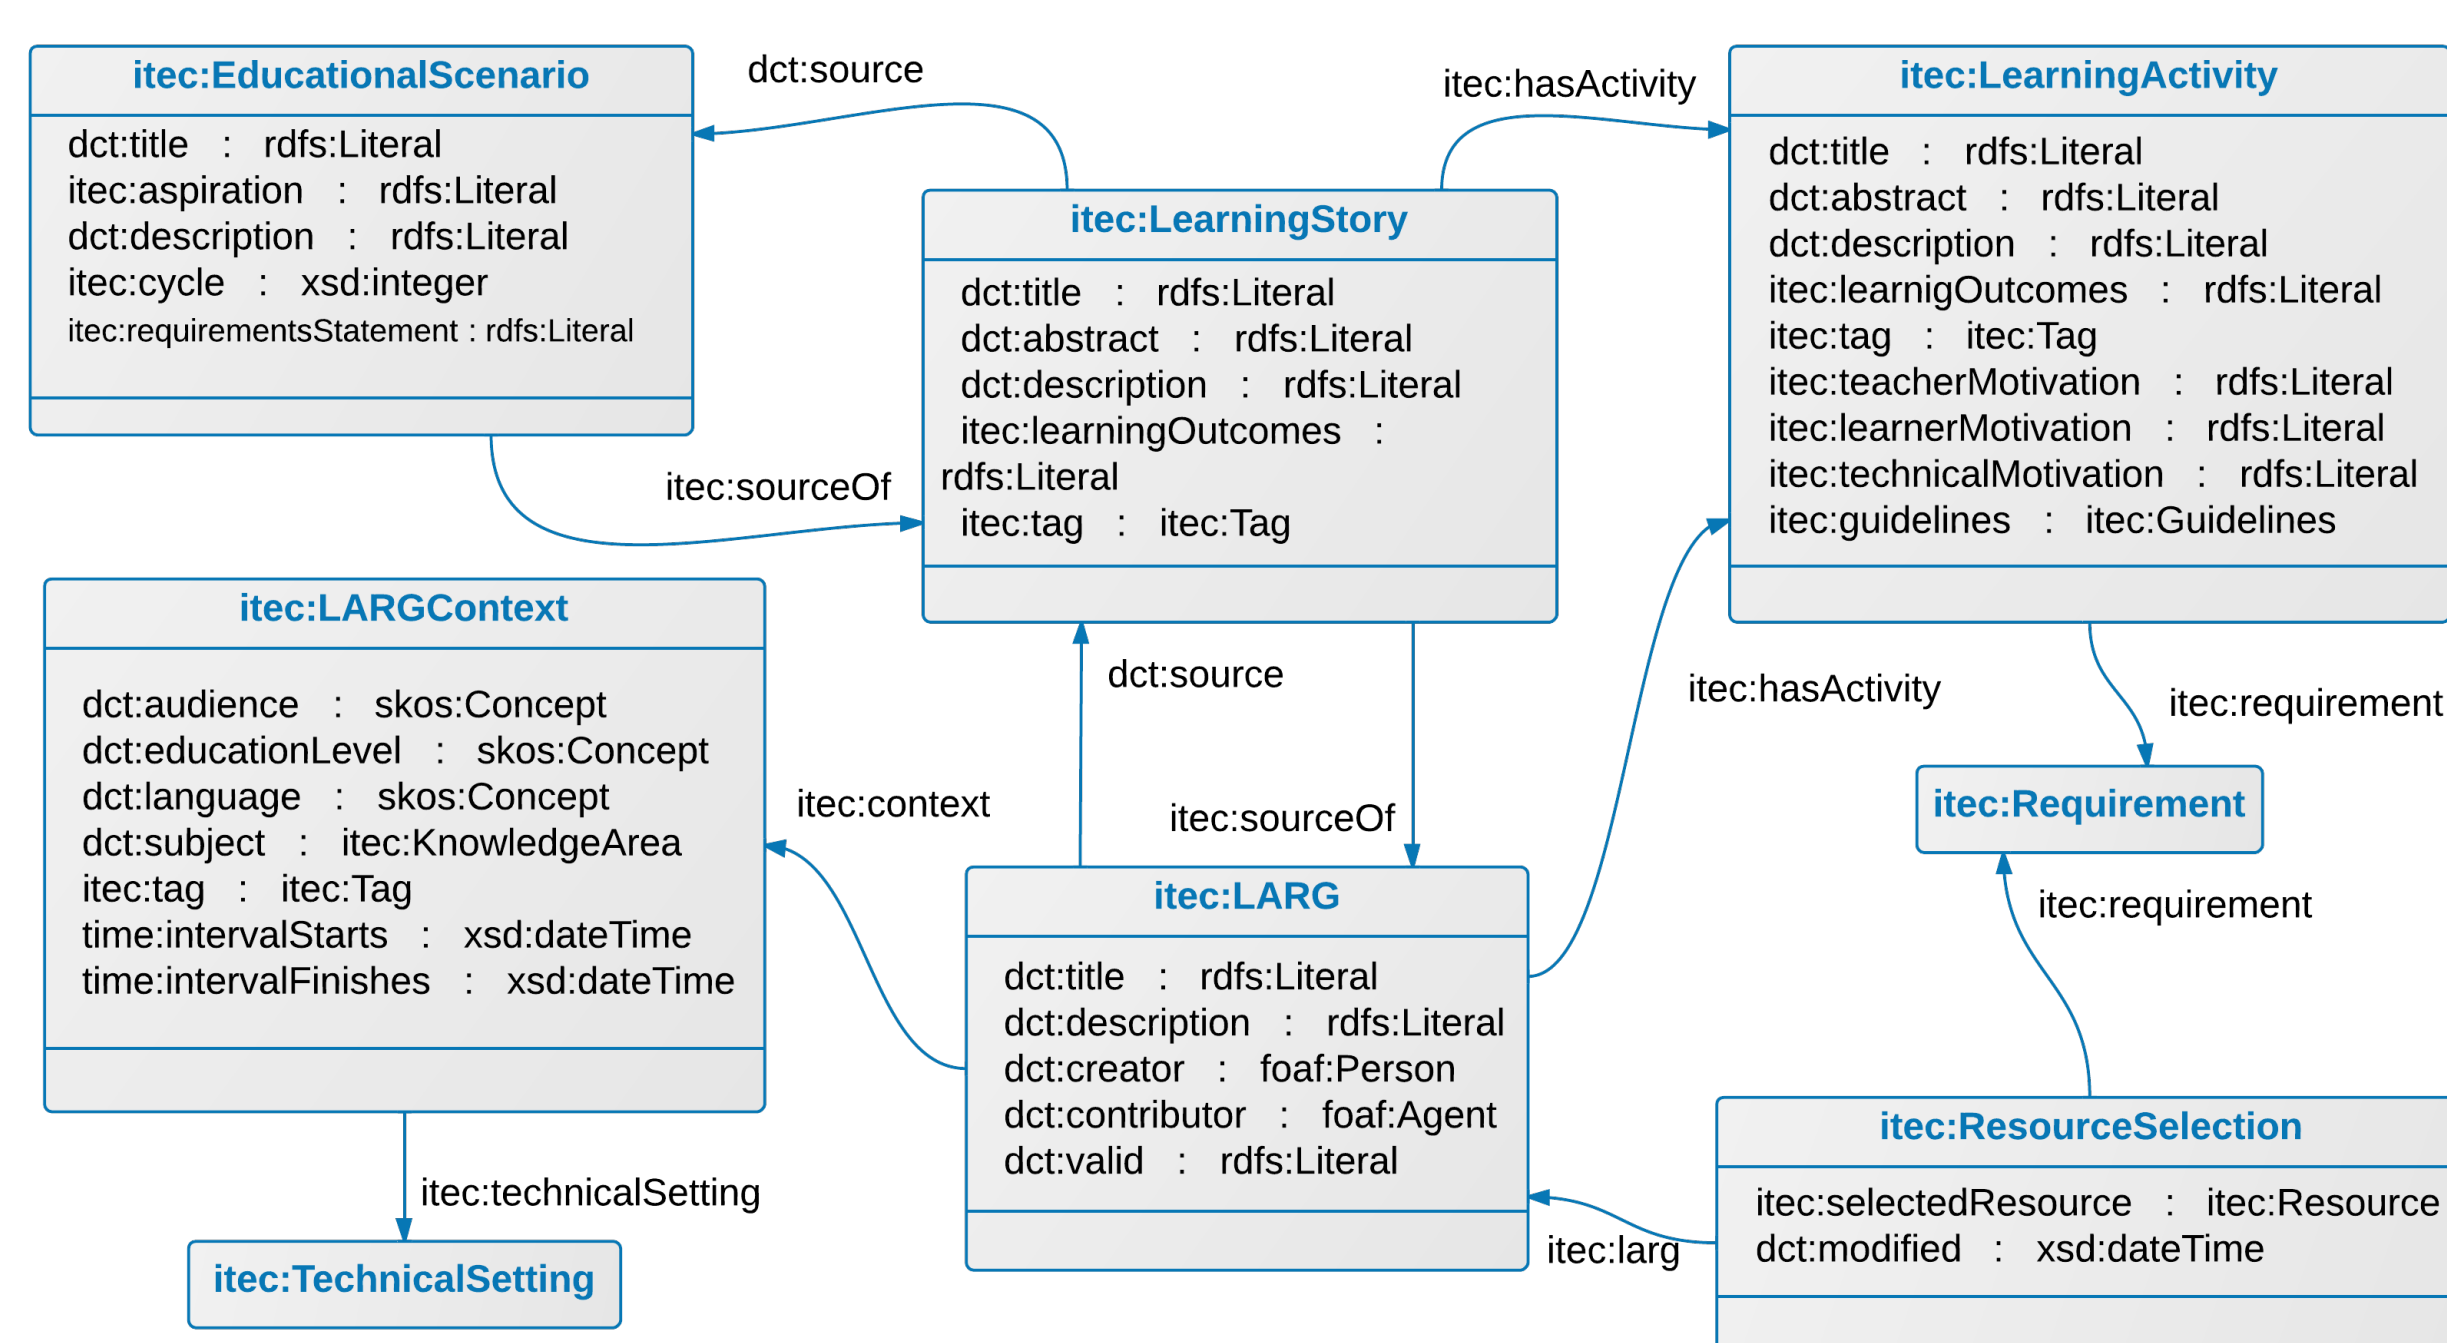 itec:EducationalScenario
dct:title : rdfs:Literal
itec:aspiration : rdfs:Literal
dct:description : rdfs:Literal
itec:cycle : xsd:integer
itec:requirementsStatement : rdfs:Literal
dct:source
itec:hasActivity
itec:LearningActivity
dct:title : rdfs:Literal
dct:abstract : rdfs:Literal
dct:description : rdfs:Literal
itec:learnigOutcomes : rdfs:Literal
itec:tag : itec:Tag
itec:teacherMotivation : rdfs:Literal
itec:learnerMotivation : rdfs:Literal
itec:technicalMotivation : rdfs:Literal
itec:guidelines : itec:Guidelines
itec:LearningStory
dct:title : rdfs:Literal
dct:abstract : rdfs:Literal
dct:description : rdfs:Literal
itec:learningOutcomes :
rdfs:Literal
itec:tag : itec:Tag
itec:sourceOf
itec:LARGContext
dct:audience : skos:Concept
dct:educationLevel : skos:Concept
dct:language : skos:Concept
dct:subject : itec:KnowledgeArea
itec:tag : itec:Tag
time:intervalStarts : xsd:dateTime
time:intervalFinishes : xsd:dateTime
dct:source
itec:hasActivity
itec:requirement
itec:context
itec:sourceOf
itec:Requirement
itec:requirement
itec:LARG
dct:title : rdfs:Literal
dct:description : rdfs:Literal
dct:creator : foaf:Person
dct:contributor : foaf:Agent
dct:valid : rdfs:Literal
itec:technicalSetting
itec:TechnicalSetting
itec:larg
itec:ResourceSelection
itec:selectedResource : itec:Resource
dct:modified : xsd:dateTime